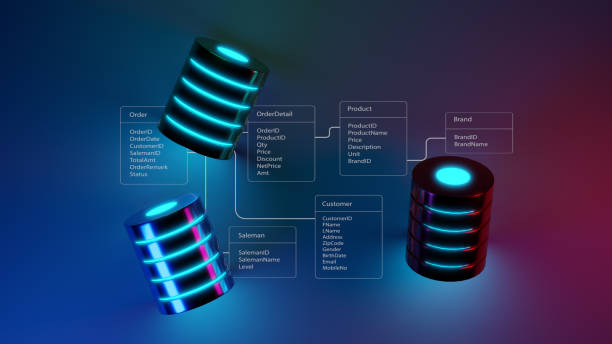 Order
OrderID
OrderDate
CustomerID
SalemanID
TotalAmt
OrderRemark
Status
OrderDetail
OrderID
ProductID
Qty
Price
Discount
NetPrice
Amt
Product
ProductID
ProductName
Price
Description
Unit
BrandID
Brand
BrandID
BrandName
Saleman
SalemanID
SalemanName
Level
Customer
CustomerID
FName
LName
Address
ZipCode
Gender
BirthDate
Email
MobileNo